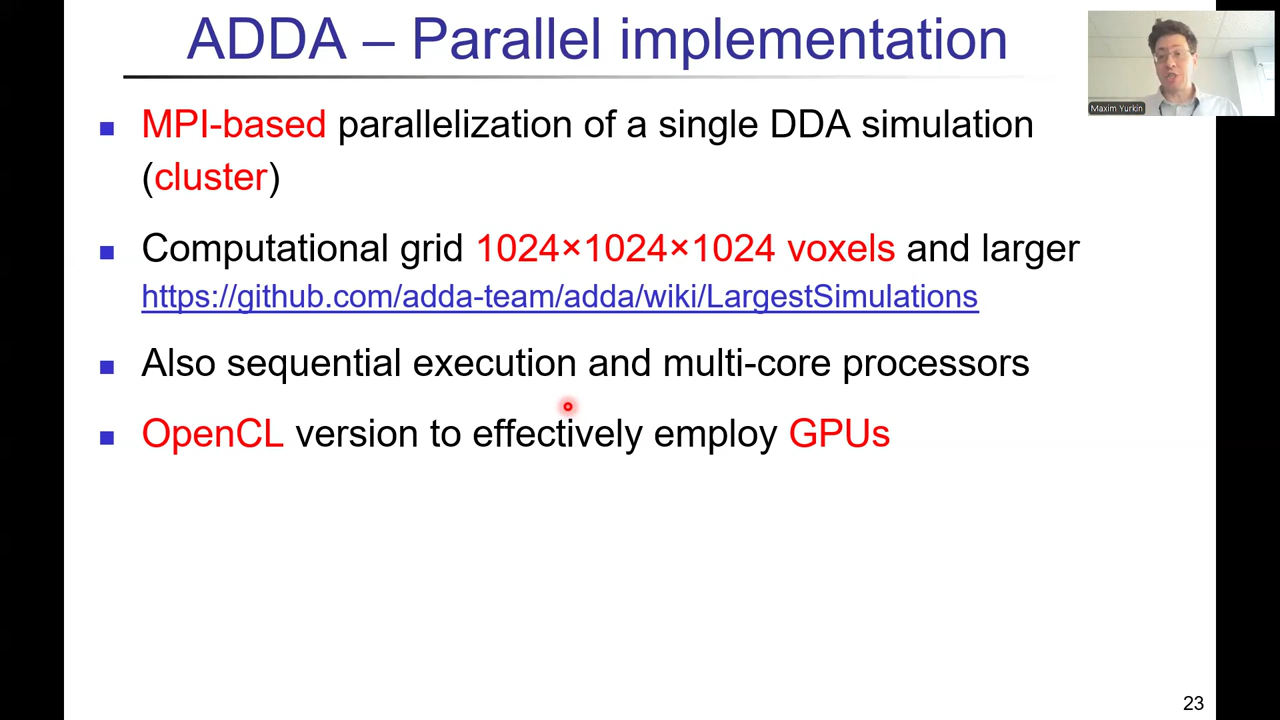 ADDA – Parallel implementation
Maxim Yurkin
MPI-based parallelization of a single DDA simulation
(cluster)
Computational grid 1024×1024×1024 voxels and larger
https://github.com/adda-team/adda/wiki/LargestSimulations
Also sequential execution and multi-core processors
OpenCL version to effectively employ GPUs
23